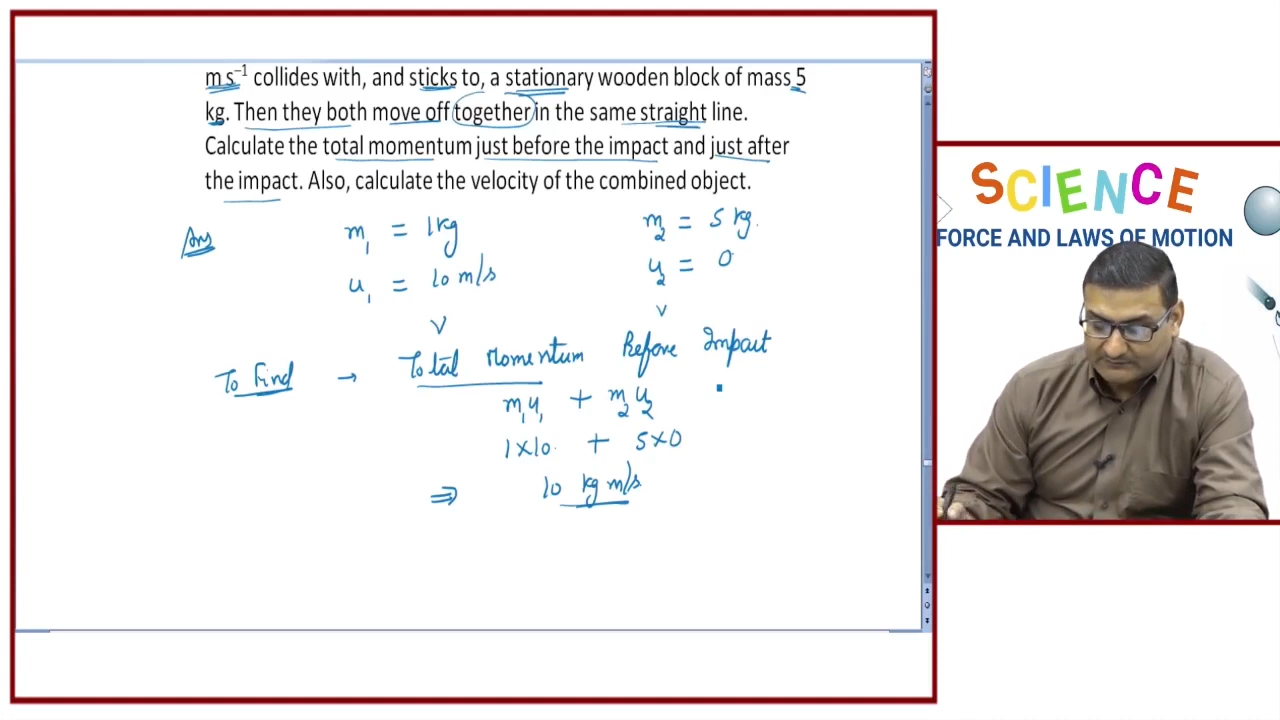 m s⁻¹ collides with, and sticks to, a stationary wooden block of mass 5
kg. Then they both move off together in the same straight line.
Calculate the total momentum just before the impact and just after
the impact. Also, calculate the velocity of the combined object.
Ans
m₁ = 1kg
m₂ = 5 kg.
u₁ = 10 m/s
u₂ = 0
v
v
To Find → Total Momentum Before Impact
m₁u₁ + m₂u₂
1×10. + 5×0
⇒ 10 kg m/s.
SCIENCE
FORCE AND LAWS OF MOTION